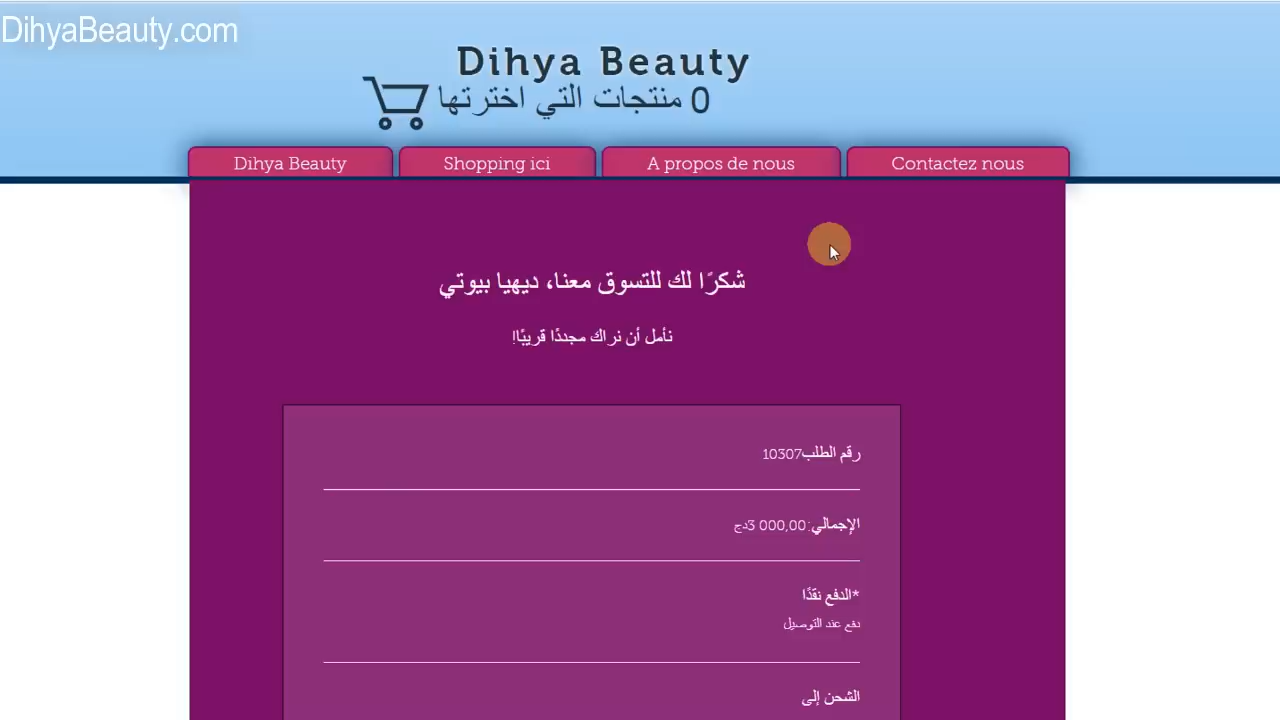 DihyaBeauty.com
Dihya Beauty
0 منتجات التي اخترتها
Dihya Beauty
Shopping ici
A propos de nous
Contactez nous
شكرًا لك للتسوق معنا، ديهيا بيوتي
نأمل أن نراك مجددًا قريبًا!
رقم الطلب10307
الإجمالي:3 000,00دج
*الدفع نقدًا
دفع عند التوصيل
الشحن إلى